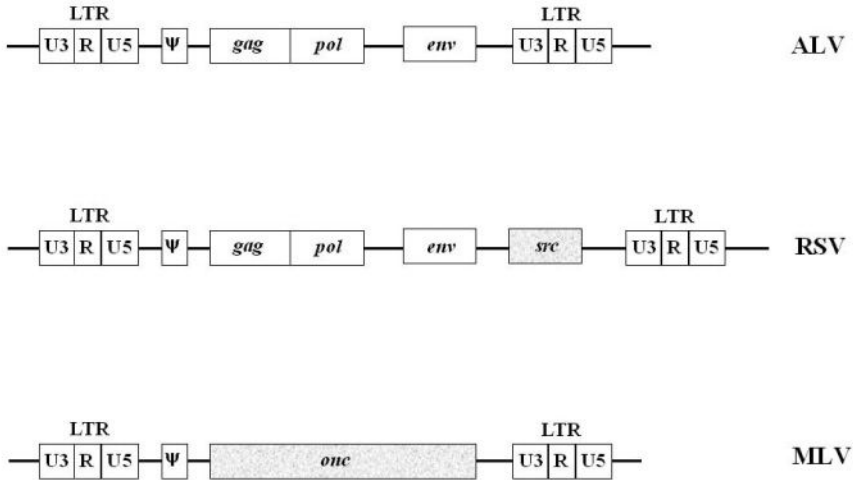 LTR LTR
U3 R U5 Ψ gag pol env U3 R U5 ALV
LTR LTR
U3 R U5 Ψ gag pol env src U3 R U5 RSV
LTR LTR
U3 R U5 Ψ onc U3 R U5 MLV